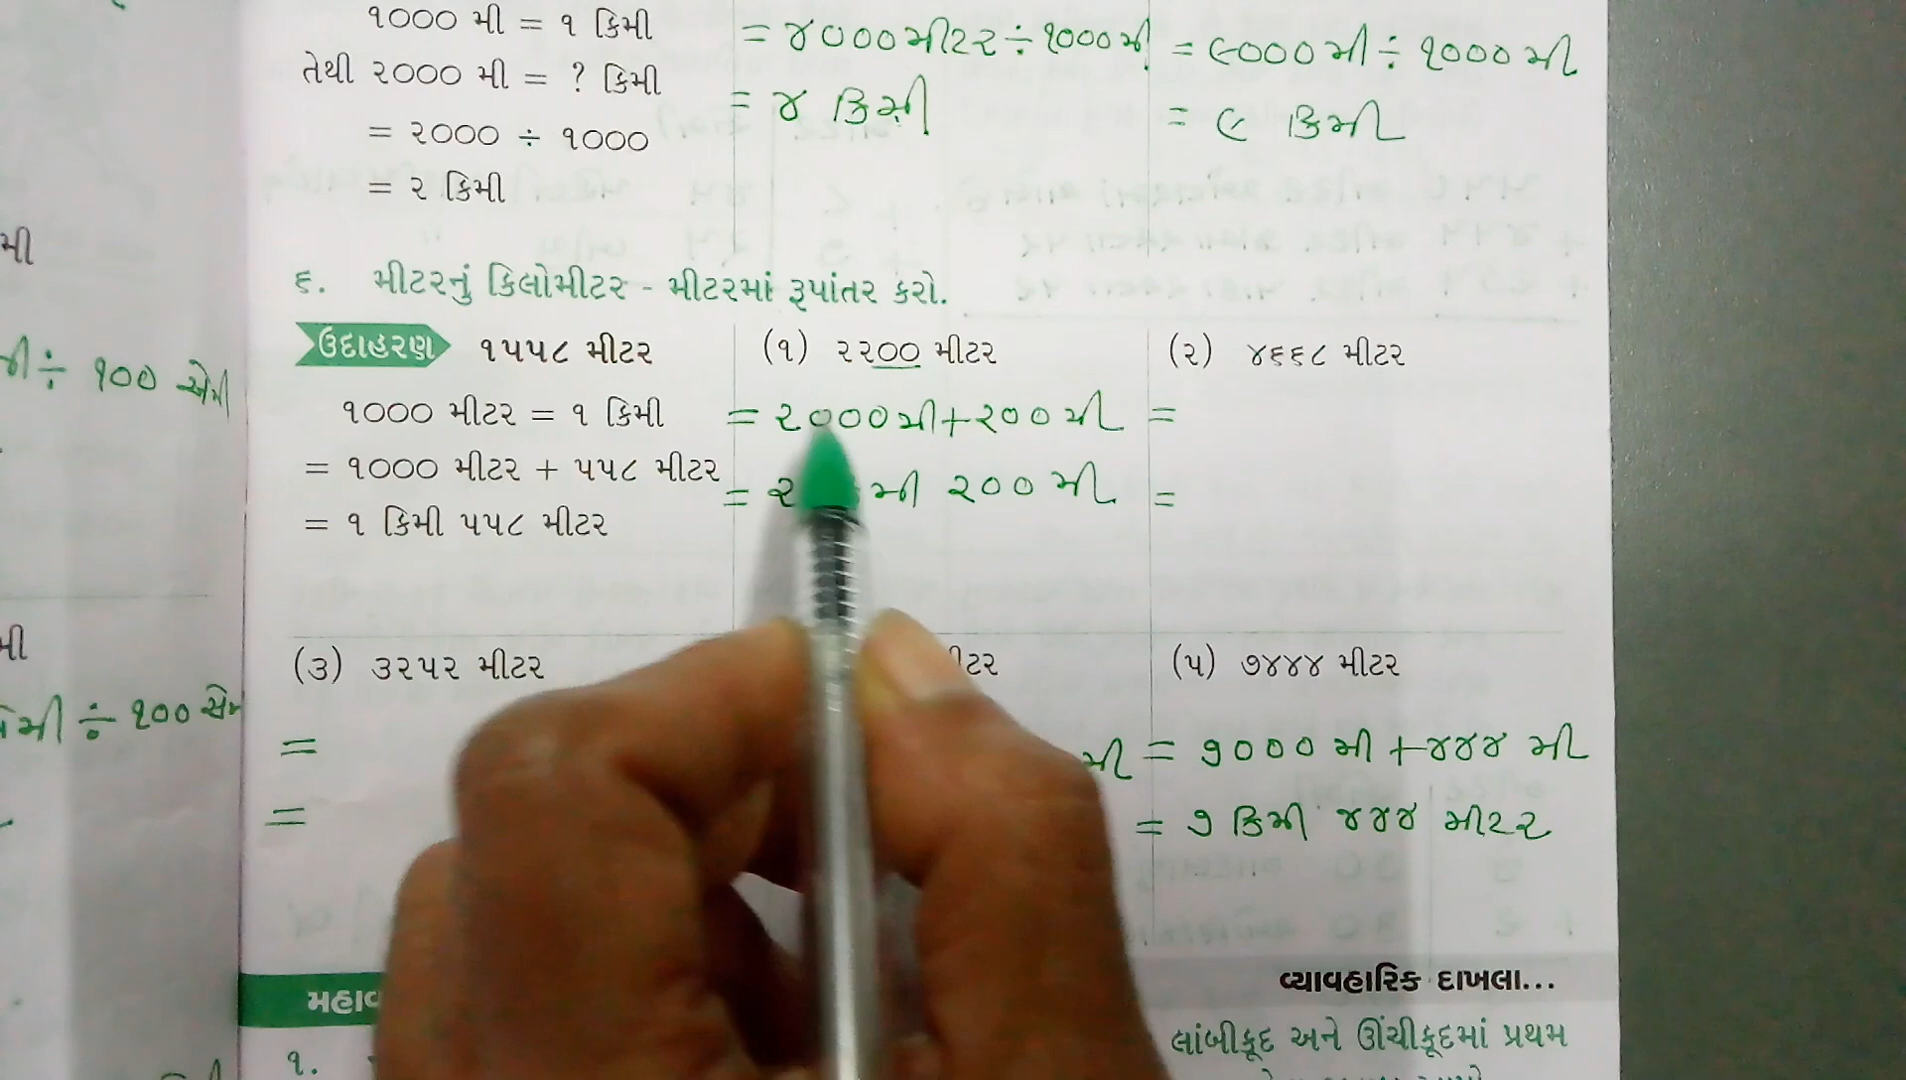 ૧૦૦૦ મી = ૧ કિમી
તેથી ૨૦૦૦ મી = ? કિમી
= ૨૦૦૦ ÷ ૧૦૦૦
= ૨ કિમી
= ૪૦૦૦ મીટર ÷ ૧૦૦૦ મી
= ૪ કિમી
= ૯૦૦૦ મી ÷ ૧૦૦૦ મી
= ૯ કિમી
૬. મીટરનું કિલોમીટર - મીટરમાં રૂપાંતર કરો.
ઉદાહરણ ૧૫૫૮ મીટર
૧૦૦૦ મીટર = ૧ કિમી
= ૧૦૦૦ મીટર + ૫૫૮ મીટર
= ૧ કિમી ૫૫૮ મીટર
(૧) ૨૨૦૦ મીટર
= ૨૦૦૦ મી + ૨૦૦ મી
= ૨ મી ૨૦૦ મી
(૨) ૪૬૬૮ મીટર
=
=
(૩) ૩૨૫૨ મીટર
=
=
મી
(૫) ૭૪૪૪ મીટર
= ૭૦૦૦ મી + ૪૪૪ મી
= ૭ કિમી ૪૪૪ મીટર
મી
÷ ૧૦૦ સેમી
મી ÷ ૧૦૦
વ્યાવહારિક દાખલા...
૧.
લાંબીકૂદ અને ઊંચીકૂદમાં પ્રથમ